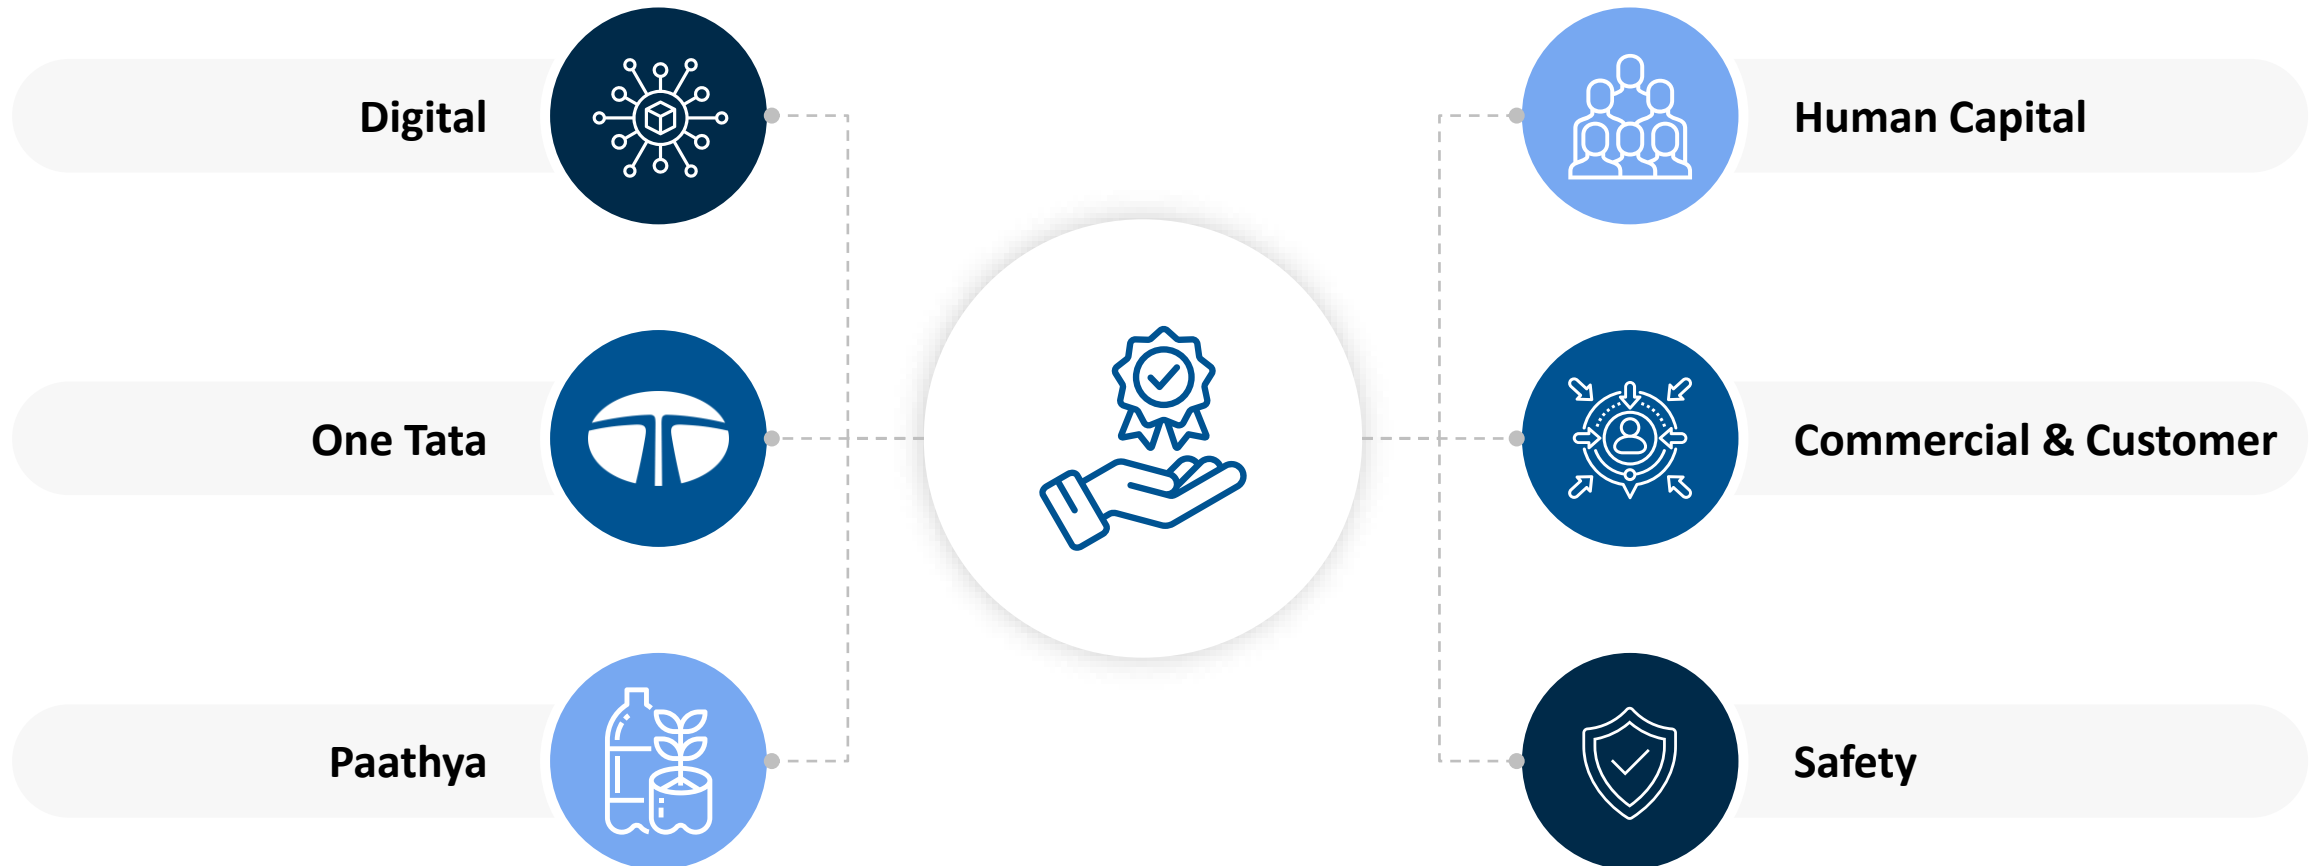 Digital
One Tata
Paathya
Human Capital
Commercial & Customer
Safety